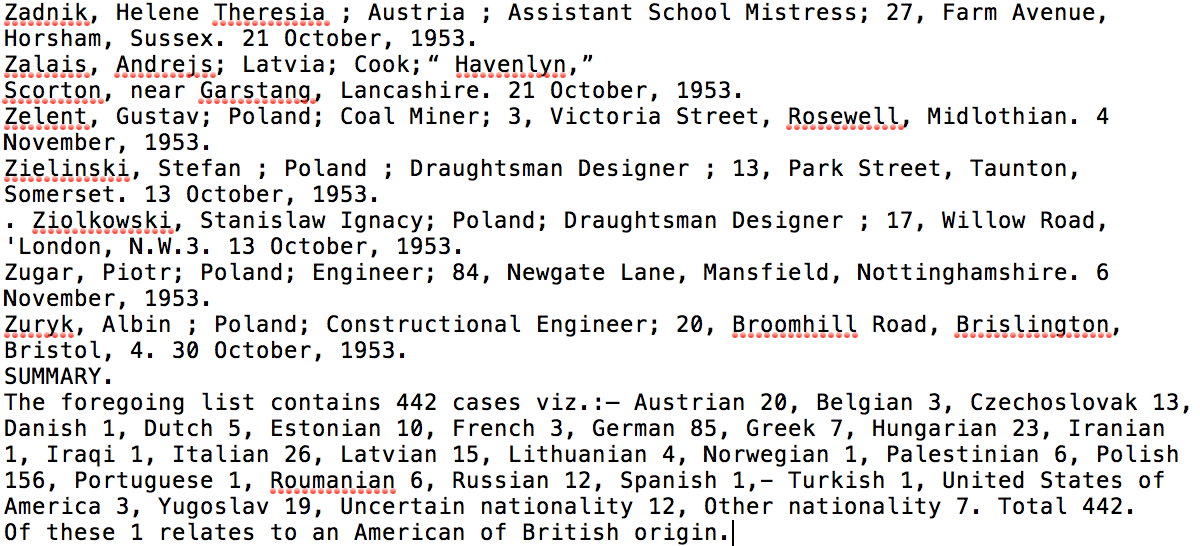 Zadnik, Helene Theresia ; Austria ; Assistant School Mistress; 27, Farm Avenue,
Horsham, Sussex. 21 October, 1953.
Zalais, Andrejs; Latvia; Cook;“ Havenlyn,”
Scorton, near Garstang, Lancashire. 21 October, 1953.
Zelent, Gustav; Poland; Coal Miner; 3, Victoria Street, Rosewell, Midlothian. 4
November, 1953.
Zielinski, Stefan ; Poland ; Draughtsman Designer ; 13, Park Street, Taunton,
Somerset. 13 October, 1953.
. Ziolkowski, Stanislaw Ignacy; Poland; Draughtsman Designer ; 17, Willow Road,
'London, N.W.3. 13 October, 1953.
Zugar, Piotr; Poland; Engineer; 84, Newgate Lane, Mansfield, Nottinghamshire. 6
November, 1953.
Zuryk, Albin ; Poland; Constructional Engineer; 20, Broomhill Road, Brislington,
Bristol, 4. 30 October, 1953.
SUMMARY.
The foregoing list contains 442 cases viz.:— Austrian 20, Belgian 3, Czechoslovak 13,
Danish 1, Dutch 5, Estonian 10, French 3, German 85, Greek 7, Hungarian 23, Iranian
1, Iraqi 1, Italian 26, Latvian 15, Lithuanian 4, Norwegian 1, Palestinian 6, Polish
156, Portuguese 1, Roumanian 6, Russian 12, Spanish 1,— Turkish 1, United States of
America 3, Yugoslav 19, Uncertain nationality 12, Other nationality 7. Total 442.
Of these 1 relates to an American of British origin.